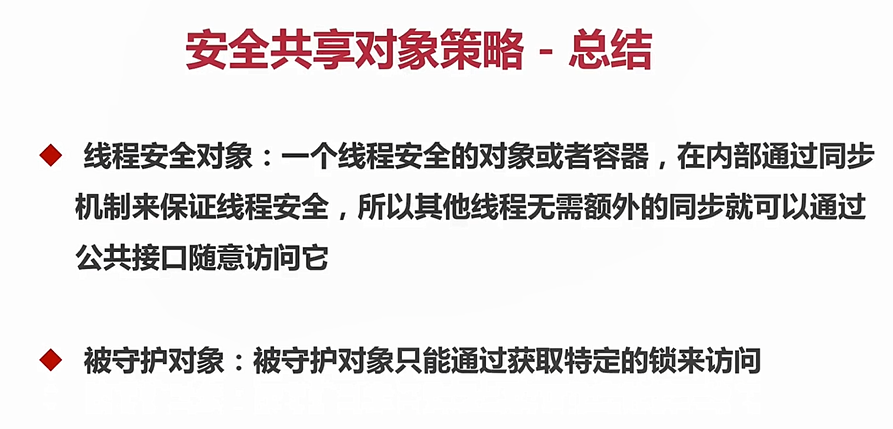 安全共享对象策略 - 总结
线程安全对象：一个线程安全的对象或者容器，在内部通过同步
机制来保证线程安全，所以其他线程无需额外的同步就可以通过
公共接口随意访问它
被守护对象：被守护对象只能通过获取特定的锁来访问